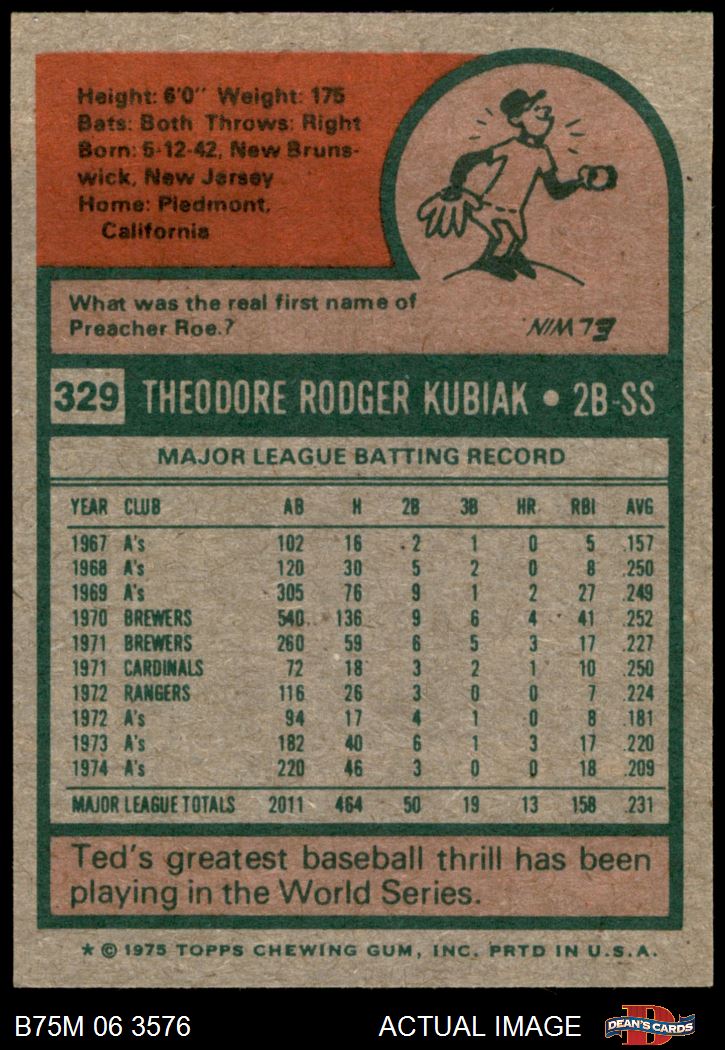 Height: 6'0" Weight: 175
Bats: Both Throws: Right
Born: 5-12-42, New Bruns-
wick, New Jersey
Home: Piedmont,
California
What was the real first name of
Preacher Roe.?
ELWIN
329 THEODORE RODGER KUBIAK • 2B-SS
MAJOR LEAGUE BATTING RECORD
YEAR CLUB AB H 2B 3B HR RBI AVG
1967 A's 102 16 2 1 0 5 .157
1968 A's 120 30 5 2 0 8 .250
1969 A's 305 76 9 1 2 27 .249
1970 BREWERS 540 136 9 6 4 41 .252
1971 BREWERS 260 59 6 5 3 17 .227
1971 CARDINALS 72 18 3 2 1 10 .250
1972 RANGERS 116 26 3 0 0 7 .224
1972 A's 94 17 4 1 0 8 .181
1973 A's 182 40 6 1 3 17 .220
1974 A's 220 46 3 0 0 18 .209
MAJOR LEAGUE TOTALS 2011 464 50 19 13 158 .231
Ted's greatest baseball thrill has been
playing in the World Series.
* © 1975 TOPPS CHEWING GUM, INC. PRTD IN U.S.A.
B75M 06 3576 ACTUAL IMAGE DEAN'S CARDS